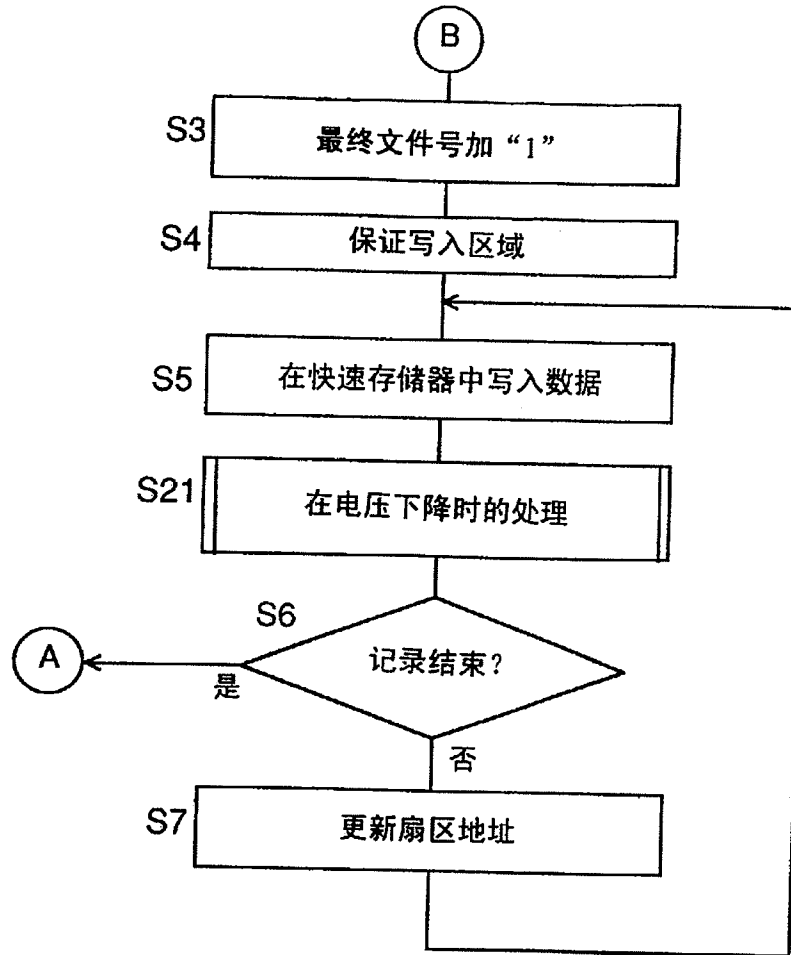 B
S3
最终文件号加“1”
S4
保证写入区域
S5
在快速存储器中写入数据
S21
在电压下降时的处理
S6
记录结束?
A
是
否
S7
更新扇区地址